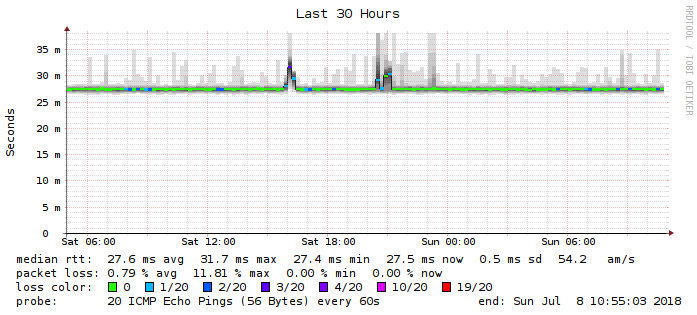 Last 30 Hours
RRDTOOL / TOBI OETIKER
Seconds
35 m
30 m
25 m
20 m
15 m
10 m
5 m
0
Sat 06:00 Sat 12:00 Sat 18:00 Sun 00:00 Sun 06:00
median rtt: 27.6 ms avg 31.7 ms max 27.4 ms min 27.5 ms now 0.5 ms sd 54.2 am/s
packet loss: 0.79 % avg 11.81 % max 0.00 % min 0.00 % now
loss color: 0 1/20 2/20 3/20 4/20 10/20 19/20
probe: 20 ICMP Echo Pings (56 Bytes) every 60s end: Sun Jul 8 10:55:03 2018